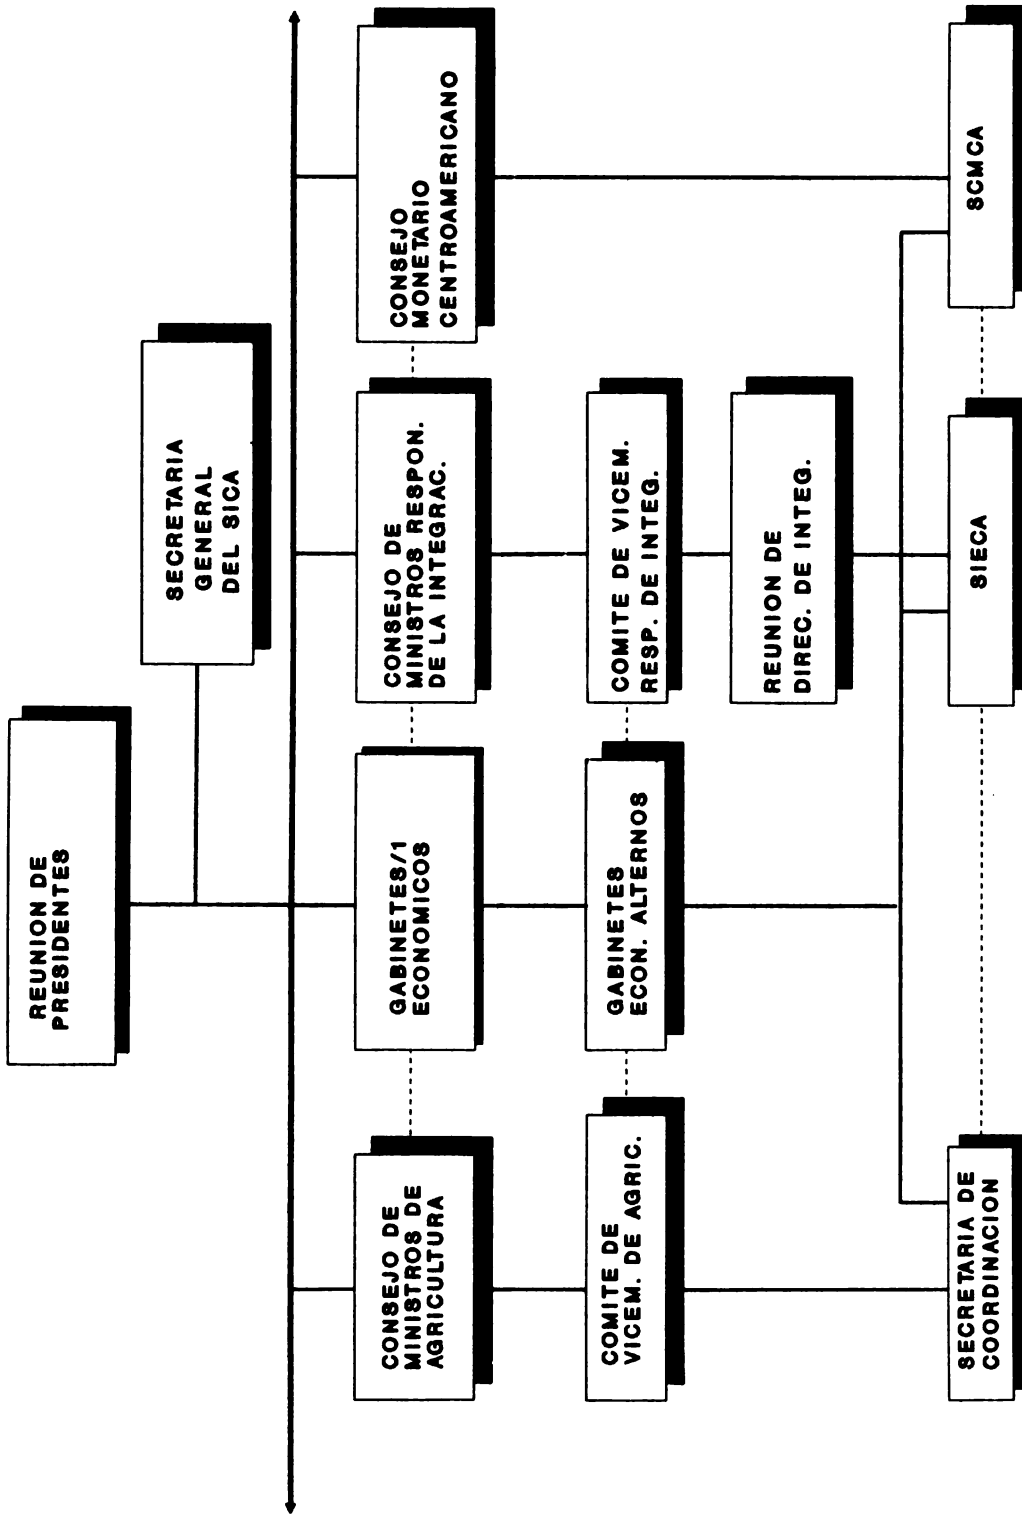 REUNION DE
PRESIDENTES
SECRETARIA
GENERAL
DEL SICA
CONSEJO DE
MINISTROS DE
AGRICULTURA
GABINETES/1
ECONOMICOS
CONSEJO DE
MINISTROS RESPON.
DE LA INTEGRAC.
CONSEJO
MONETARIO
CENTROAMERICANO
COMITE DE
VICEM. DE AGRIC.
GABINETES
ECON. ALTERNOS
COMITE DE VICEM.
RESP. DE INTEG.
REUNION DE
DIREC. DE INTEG.
SECRETARIA DE
COORDINACION
SIECA
SCMCA